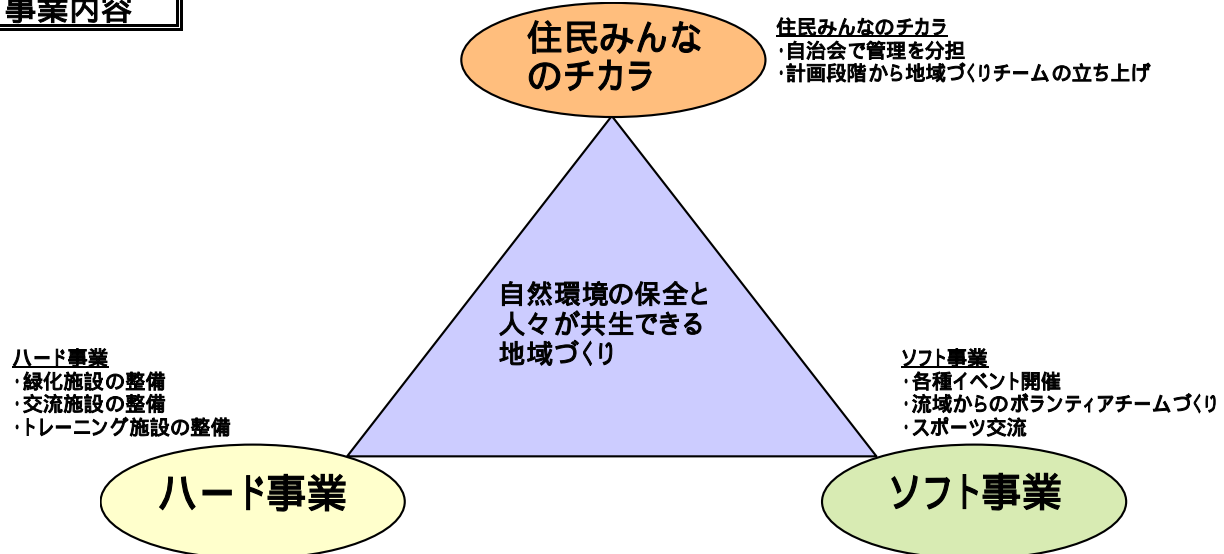 事業内容
住民みんな
のチカラ
住民みんなのチカラ
・自治会で管理を分担
・計画段階から地域づくりチームの立ち上げ
自然環境の保全と
人々が共生できる
地域づくり
ハード事業
・緑化施設の整備
・交流施設の整備
・トレーニング施設の整備
ハード事業
ソフト事業
・各種イベント開催
・流域からのボランティアチームづくり
・スポーツ交流
ソフト事業